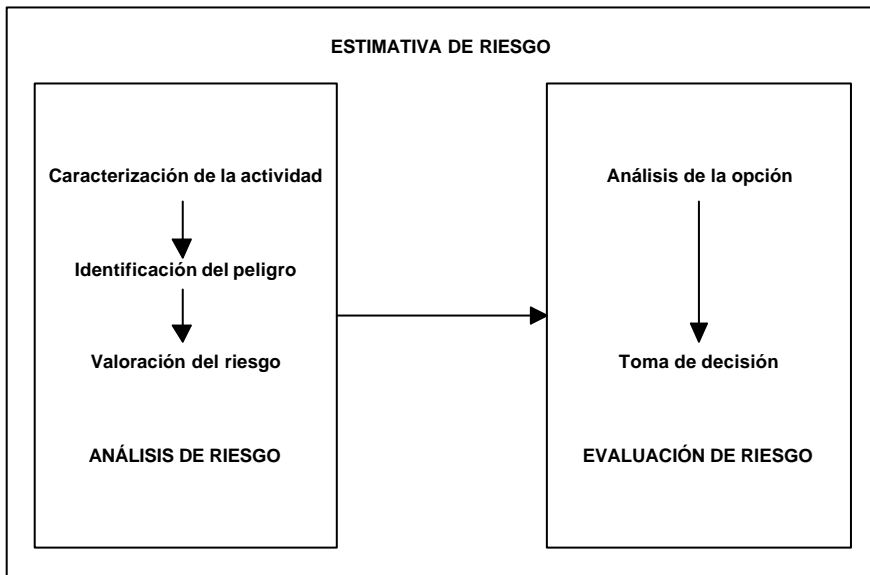 ESTIMATIVA DE RIESGO
Caracterización de la actividad
Identificación del peligro
Valoración del riesgo
ANÁLISIS DE RIESGO
Análisis de la opción
Toma de decisión
EVALUACIÓN DE RIESGO